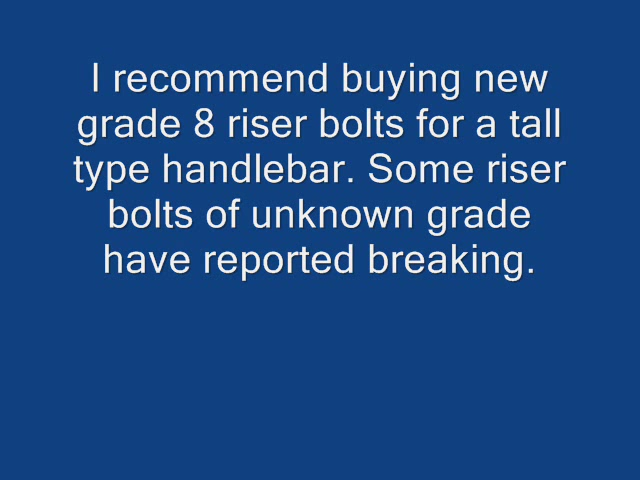 I recommend buying new
grade 8 riser bolts for a tall
type handlebar. Some riser
bolts of unknown grade
have reported breaking.